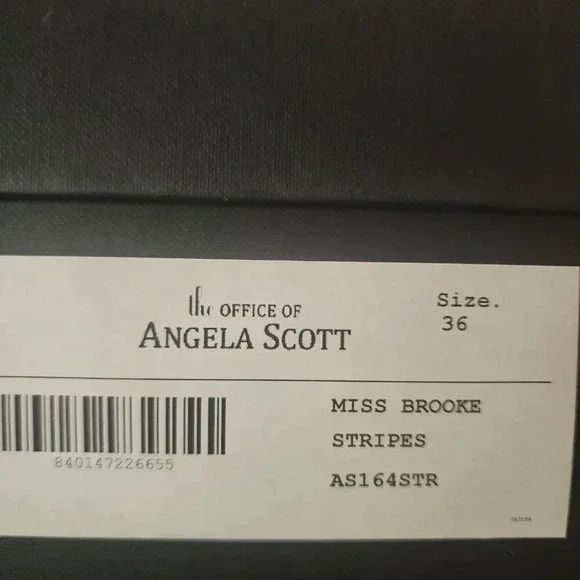 the OFFICE OF
ANGELA SCOTT
Size.
36
840147226655
MISS BROOKE
STRIPES
AS164STR